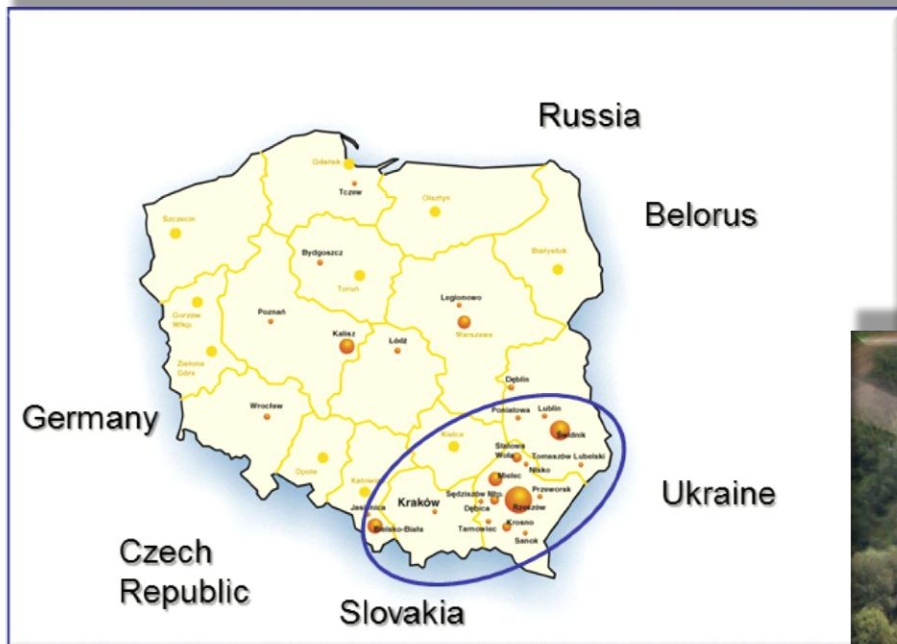 Russia
Belorus
Gdańsk
Tczew
Olsztyn
Szczecin
Białystok
Bydgoszcz
Toruń
Legionowo
Gorzów
Wlkp.
Poznań
Warszawa
Kalisz
Łódź
Zielona
Góra
Dęblin
Germany
Wrocław
Poniatowa
Lublin
Świdnik
Kielce
Stalowa
Wola
Tomaszów Lubelski
Opole
Nisko
Mielec
Kraków
Sędziszów Młp.
Przeworsk
Ukraine
Jasienica
Dębica
Rzeszów
Bielsko-Biała
Tarnowiec
Krosno
Sanok
Czech
Republic
Slovakia